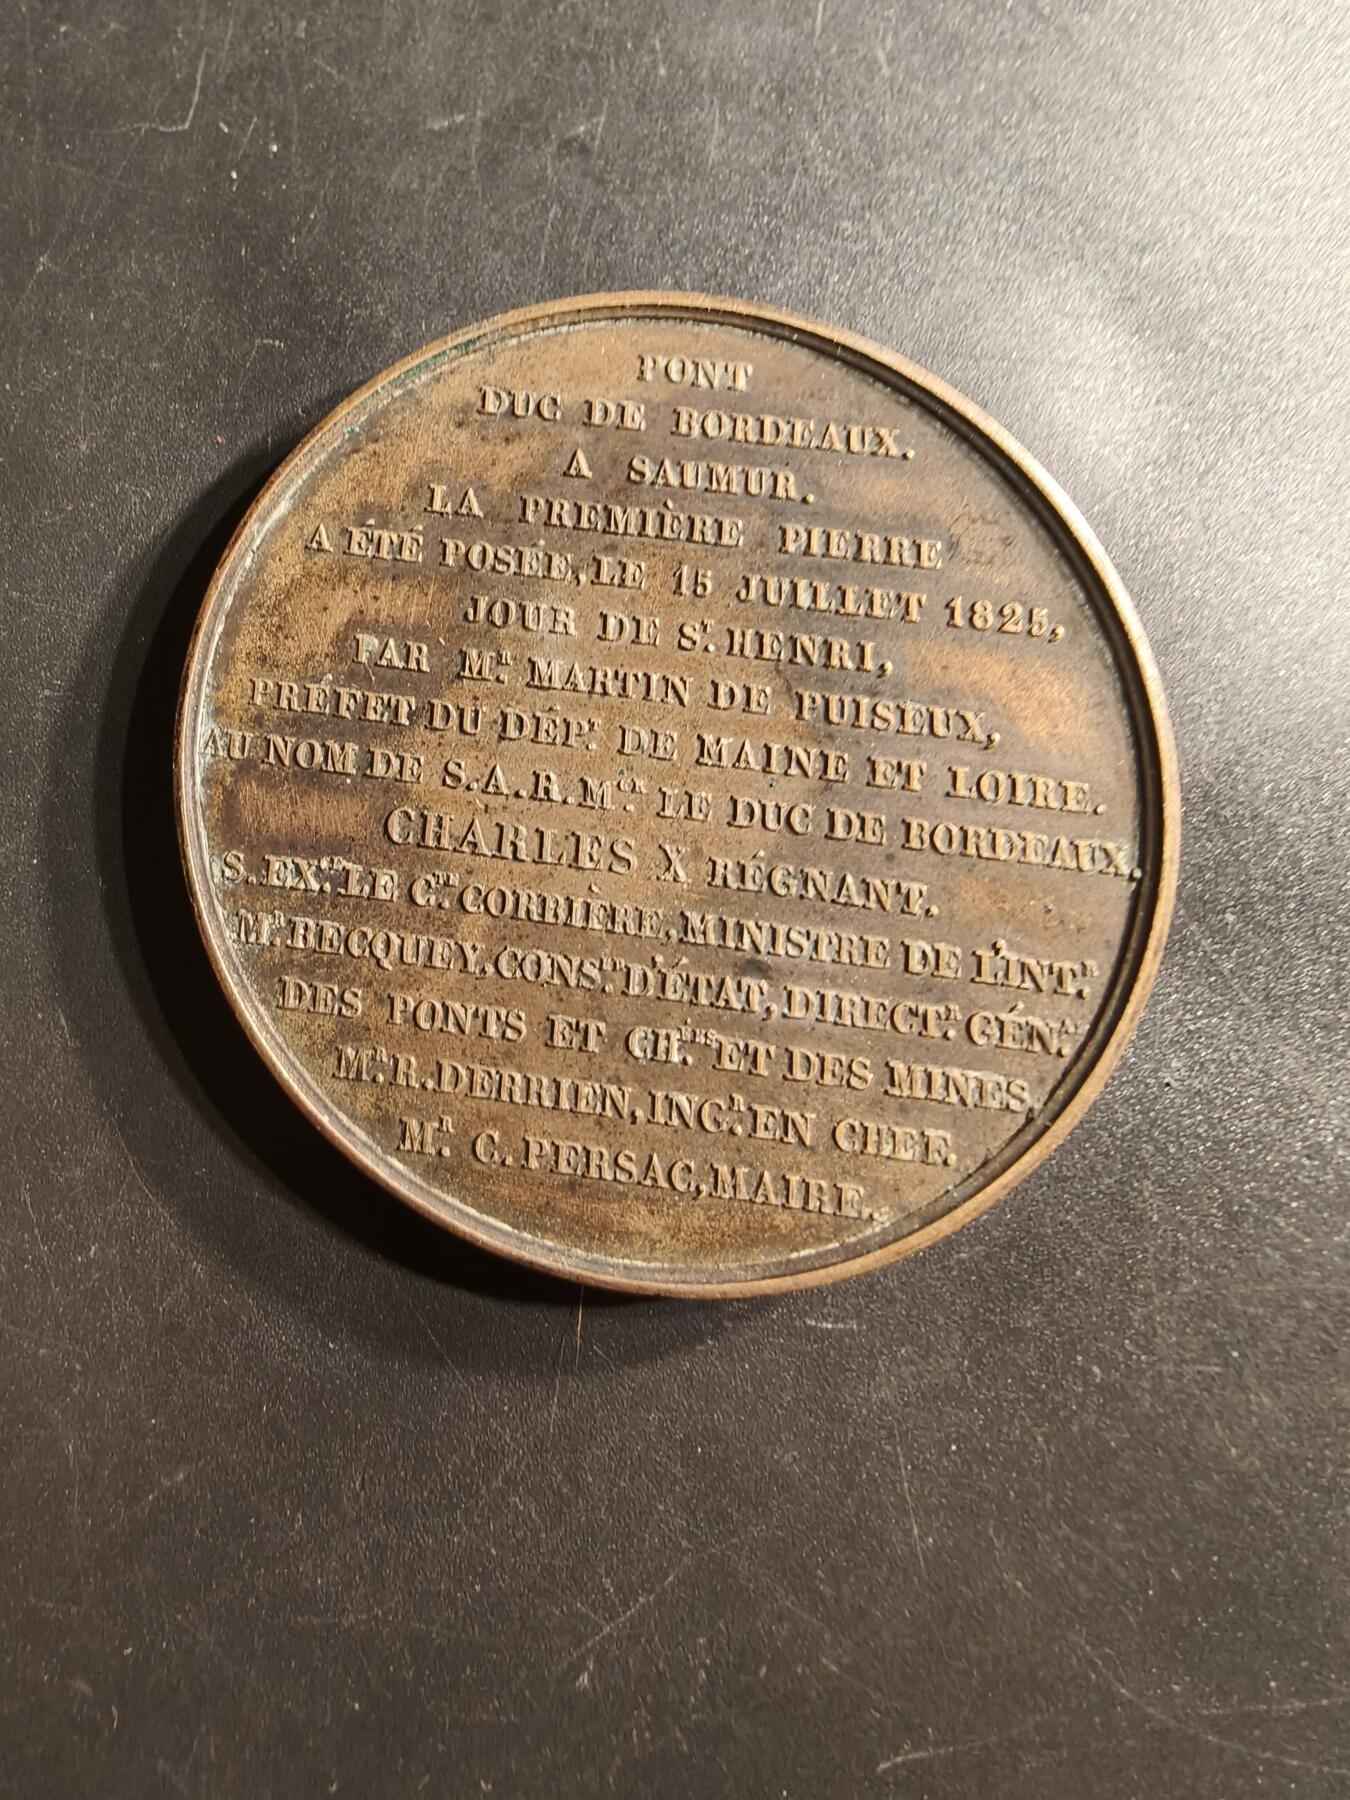 PONT
DUC DE BORDEAUX.
A SAUMUR.
LA PREMIÈRE PIERRE
A ÉTÉ POSÉE, LE 15 JUILLET 1825,
JOUR DE S.T HENRI,
PAR M.R MARTIN DE PUISEUX,
PRÉFET DU DÉP.T DE MAINE ET LOIRE.
AU NOM DE S.A.R. M.GR LE DUC DE BORDEAUX.
CHARLES X RÉGNANT.
S. EX.CE LE C.TE CORBIÈRE, MINISTRE DE L'INT.R
M.R BECQUEY, CONS.ER D'ÉTAT, DIRECT.R GÉN.AL
DES PONTS ET CH.ÉES ET DES MINES.
M.R R. DERRIEN, ING.R EN CHEF.
M.R C. PERSAC, MAIRE.